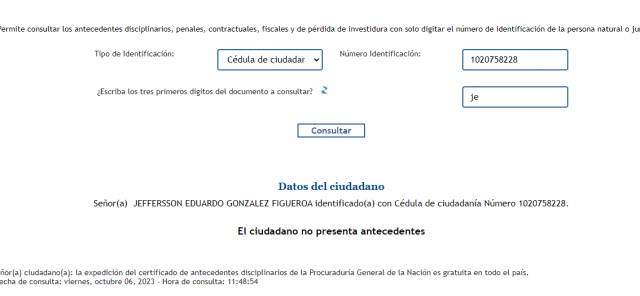 Permite consultar los antecedentes disciplinarios, penales, contractuales, fiscales y de pérdida de investidura con solo digitar el número de identificación de la persona natural o
Tipo de Identificación: Cédula de ciudadar Número Identificación: 1020758228
¿Escriba los tres primeros digitos del documento a consultar? je
Consultar
Datos del ciudadano
Señor(a) JEFFERSSON EDUARDO GONZALEZ FIGUEROA identificado(a) con Cédula de ciudadanía Número 1020758228.
El ciudadano no presenta antecedentes
ñor(a) ciudadano(a): la expedición del certificado de antecedentes disciplinarios de la Procuraduría General de la Nación es gratuita en todo el país.
echa de consulta: viernes, octubre 06, 2023 - Hora de consulta: 11:48:54